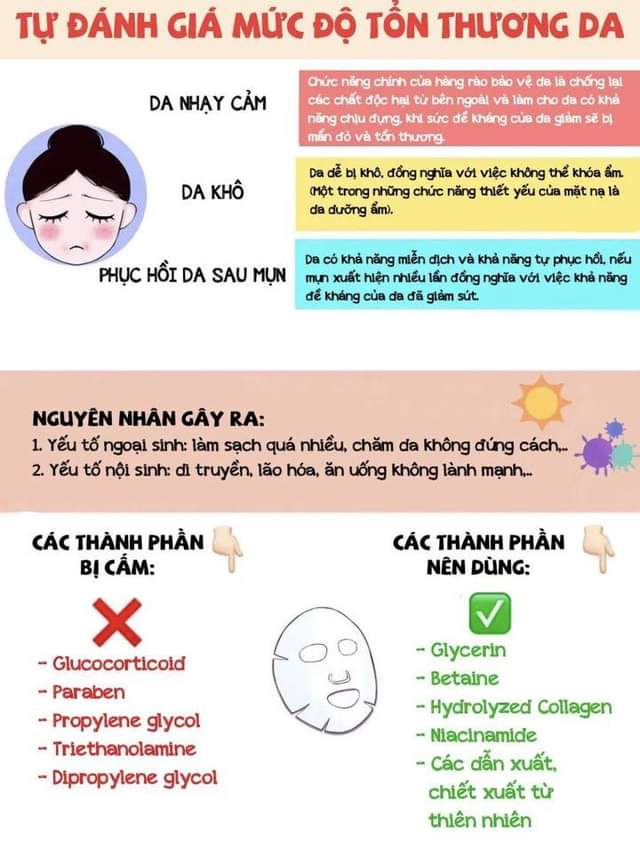 TỰ ĐÁNH GIÁ MỨC ĐỘ TỔN THƯƠNG DA
DA NHẠY CẢM
Chức năng chính của hàng rào bảo vệ da là chống lại
các chất độc hại từ bên ngoài và làm cho da có khả
năng chịu đựng, khi sức đề kháng của da giảm sẽ bị
mẩn đỏ và tổn thương.
DA KHÔ
Da dễ bị khô, đồng nghĩa với việc không thể khóa ẩm.
(Một trong những chức năng thiết yếu của mặt nạ là
da dưỡng ẩm).
PHỤC HỒI DA SAU MỤN
Da có khả năng miễn dịch và khả năng tự phục hồi, nếu
mụn xuất hiện nhiều lần đồng nghĩa với việc khả năng
đề kháng của da đã giảm sút.
NGUYÊN NHÂN GÂY RA:
1. Yếu tố ngoại sinh: làm sạch quá nhiều, chăm da không đứng cách,..
2. Yếu tố nội sinh: di truyền, lão hóa, ăn uống không lành mạnh,..
CÁC THÀNH PHẦN
BỊ CẤM:
- Glucocorticoid
- Paraben
- Propylene glycol
- Triethanolamine
- Dipropylene glycol
CÁC THÀNH PHẦN
NÊN DÙNG:
- Glycerin
- Betaine
- Hydrolyzed Collagen
- Niacinamide
- Các dẫn xuất,
chiết xuất từ
thiên nhiên